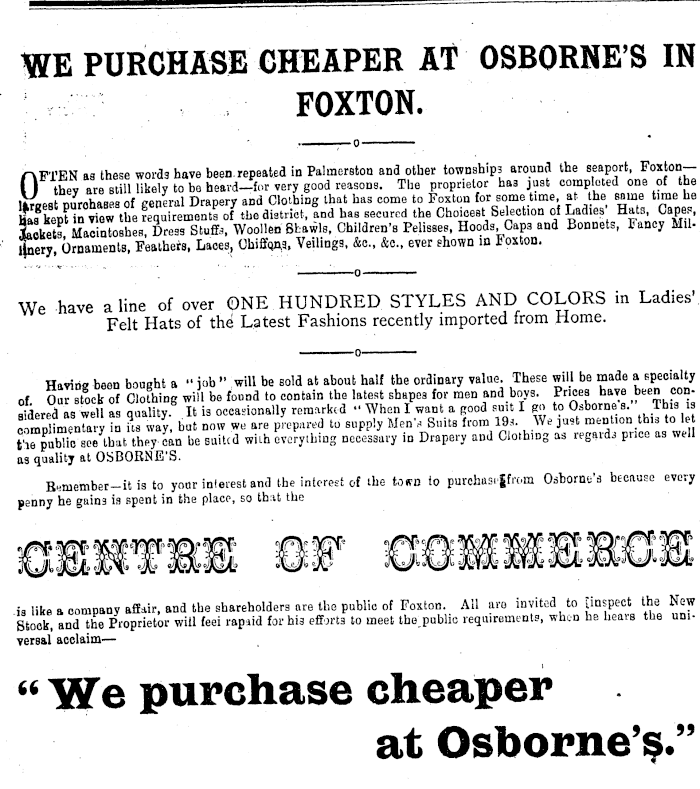 WE PURCHASE CHEAPER AT OSBORNE'S IN
FOXTON.
OFTEN as these words have been repeated in Palmerston and other townships around the seaport, Foxton—
they are still likely to be heard—for very good reasons. The proprietor has just completed one of the
largest purchases of general Drapery and Clothing that has come to Foxton for some time, at the same time he
has kept in view the requirements of the district, and has secured the Choicest Selection of Ladies' Hats, Capes,
Jackets, Macintoshes, Dress Stuffs, Woollen Shawls, Children's Pelisses, Hoods, Caps and Bonnets, Fancy Mil-
linery, Ornaments, Feathers, Laces, Chiffons, Veilings, &c., &c., ever shown in Foxton.
We have a line of over ONE HUNDRED STYLES AND COLORS in Ladies'
Felt Hats of the Latest Fashions recently imported from Home.
Having been bought a "job" will be sold at about half the ordinary value. These will be made a specialty
of. Our stock of Clothing will be found to contain the latest shapes for men and boys. Prices have been con-
sidered as well as quality. It is occasionally remarked "When I want a good suit I go to Osborne's." This is
complimentary in its way, but now we are prepared to supply Men's Suits from 19s. We just mention this to let
the public see that they can be suited with everything necessary in Drapery and Clothing as regards price as well
as quality at OSBORNE'S.
Remember—it is to your interest and the interest of the town to purchase from Osborne's because every
penny he gains is spent in the place, so that the
CENTRE OF COMMERCE
is like a company affair, and the shareholders are the public of Foxton. All are invited to [inspect the New
Stock, and the Proprietor will feel rapaid for his efforts to meet the public requirements, when he hears the uni-
versal acclaim—
"We purchase cheaper
at Osborne's."